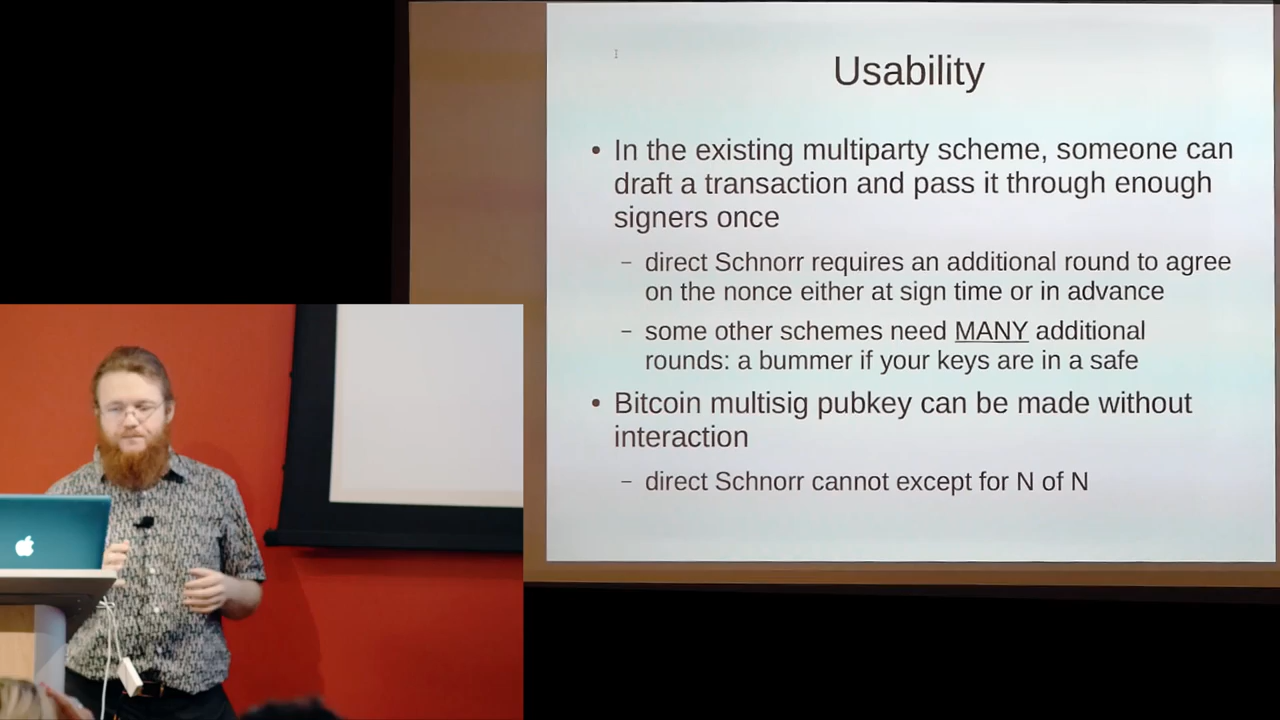 Usability
• In the existing multiparty scheme, someone can
draft a transaction and pass it through enough
signers once
– direct Schnorr requires an additional round to agree
on the nonce either at sign time or in advance
– some other schemes need MANY additional
rounds: a bummer if your keys are in a safe
• Bitcoin multisig pubkey can be made without
interaction
– direct Schnorr cannot except for N of N